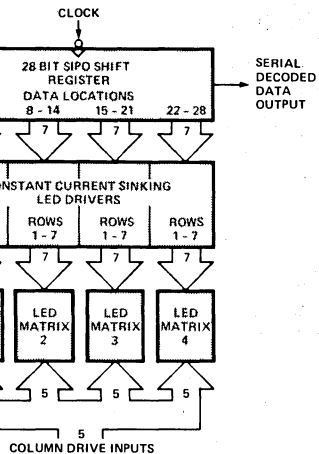 CLOCK
28 BIT SIPO SHIFT
REGISTER
DATA LOCATIONS
8 - 14 15 - 21 22 - 28
SERIAL
DECODED
DATA
OUTPUT
7 7 7
NSTANT CURRENT SINKING
LED DRIVERS
ROWS ROWS ROWS
1 - 7 1 - 7 1 - 7
7 7 7
LED LED LED
MATRIX MATRIX MATRIX
2 3 4
5 5 5
5
COLUMN DRIVE INPUTS